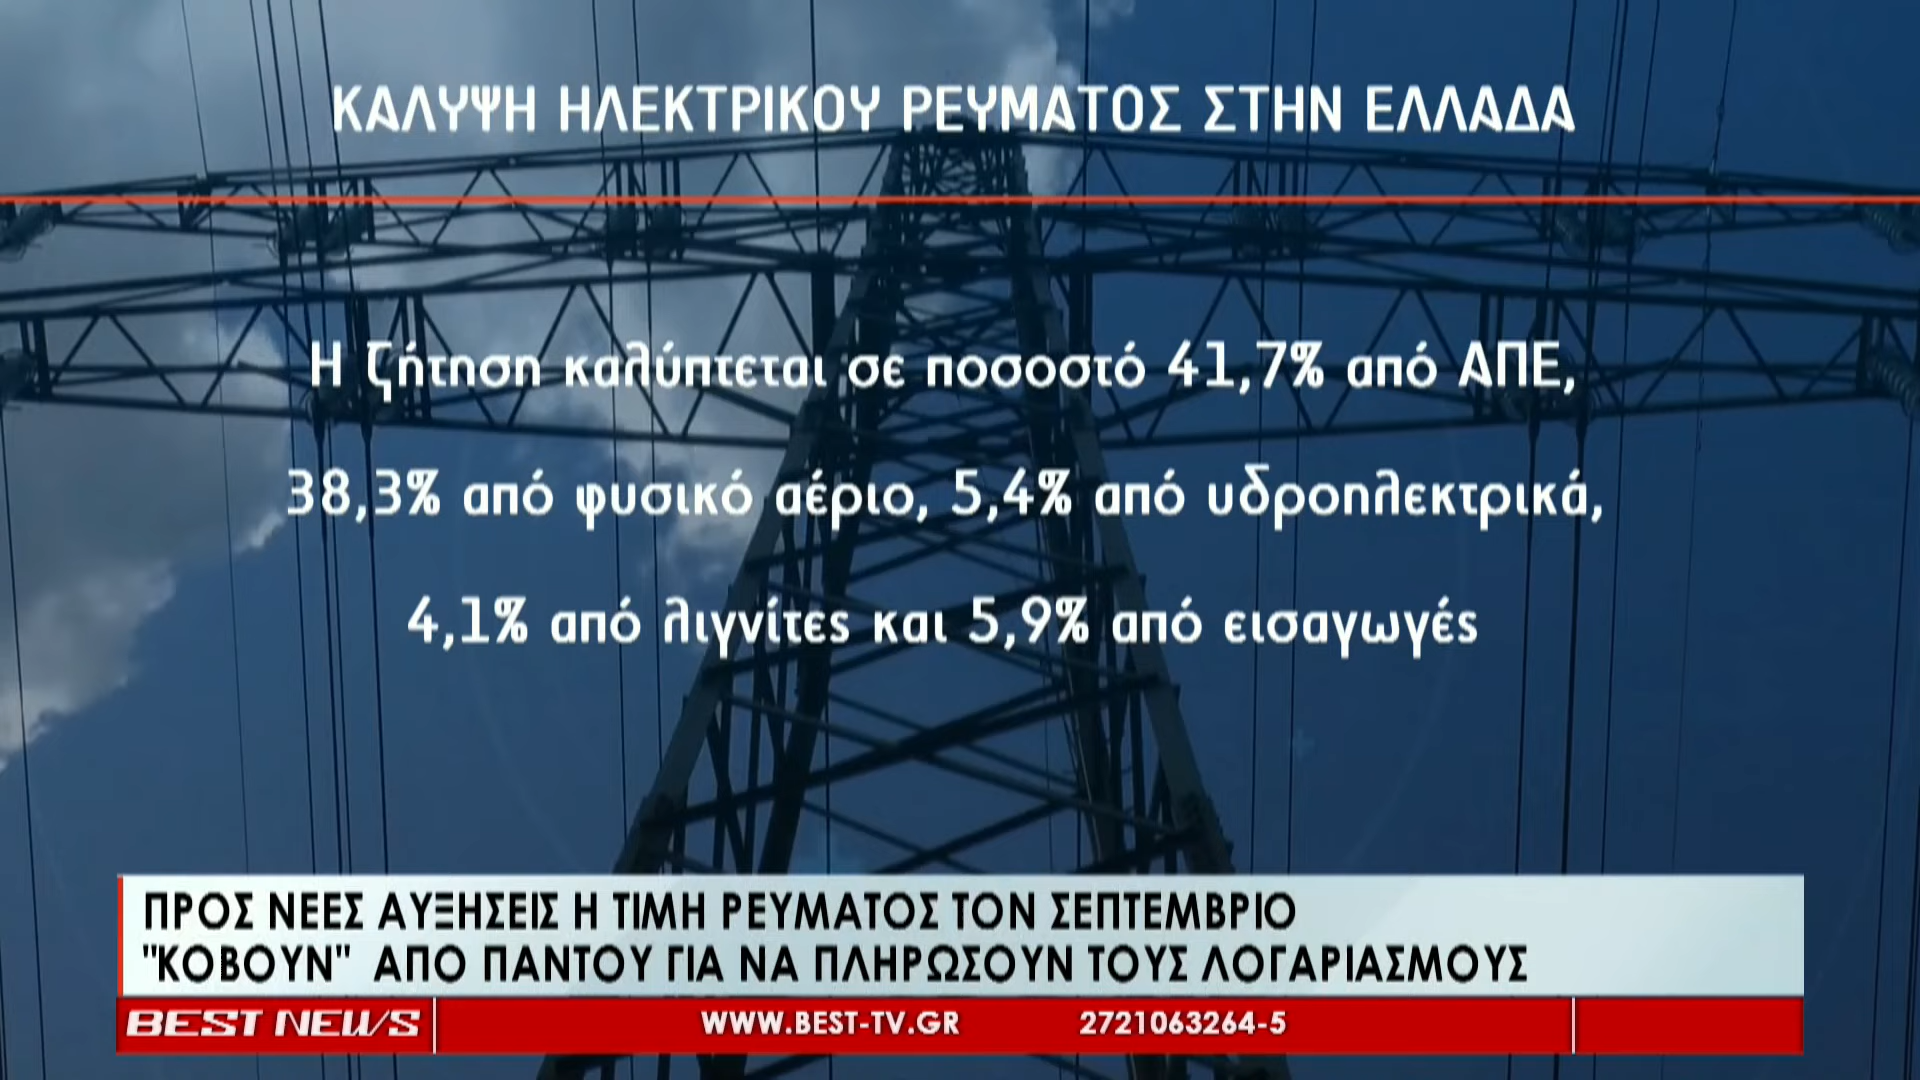 ΚΑΛΥΨΗ ΗΛΕΚΤΡΙΚΟΥ ΡΕΥΜΑΤΟΣ ΣΤΗΝ ΕΛΛΑΔΑ
Η ζήτηση καλύπτεται σε ποσοστό 41,7% από ΑΠΕ,
38,3% από φυσικό αέριο, 5,4% από υδροηλεκτρικά,
4,1% από λιγνίτες και 5,9% από εισαγωγές
ΠΡΟΣ ΝΕΕΣ ΑΥΞΗΣΕΙΣ Η ΤΙΜΗ ΡΕΥΜΑΤΟΣ ΤΟΝ ΣΕΠΤΕΜΒΡΙΟ
"ΚΟΒΟΥΝ" ΑΠΟ ΠΑΝΤΟΥ ΓΙΑ ΝΑ ΠΛΗΡΩΣΟΥΝ ΤΟΥΣ ΛΟΓΑΡΙΑΣΜΟΥΣ
BEST NEWS WWW.BEST-TV.GR 2721063264-5